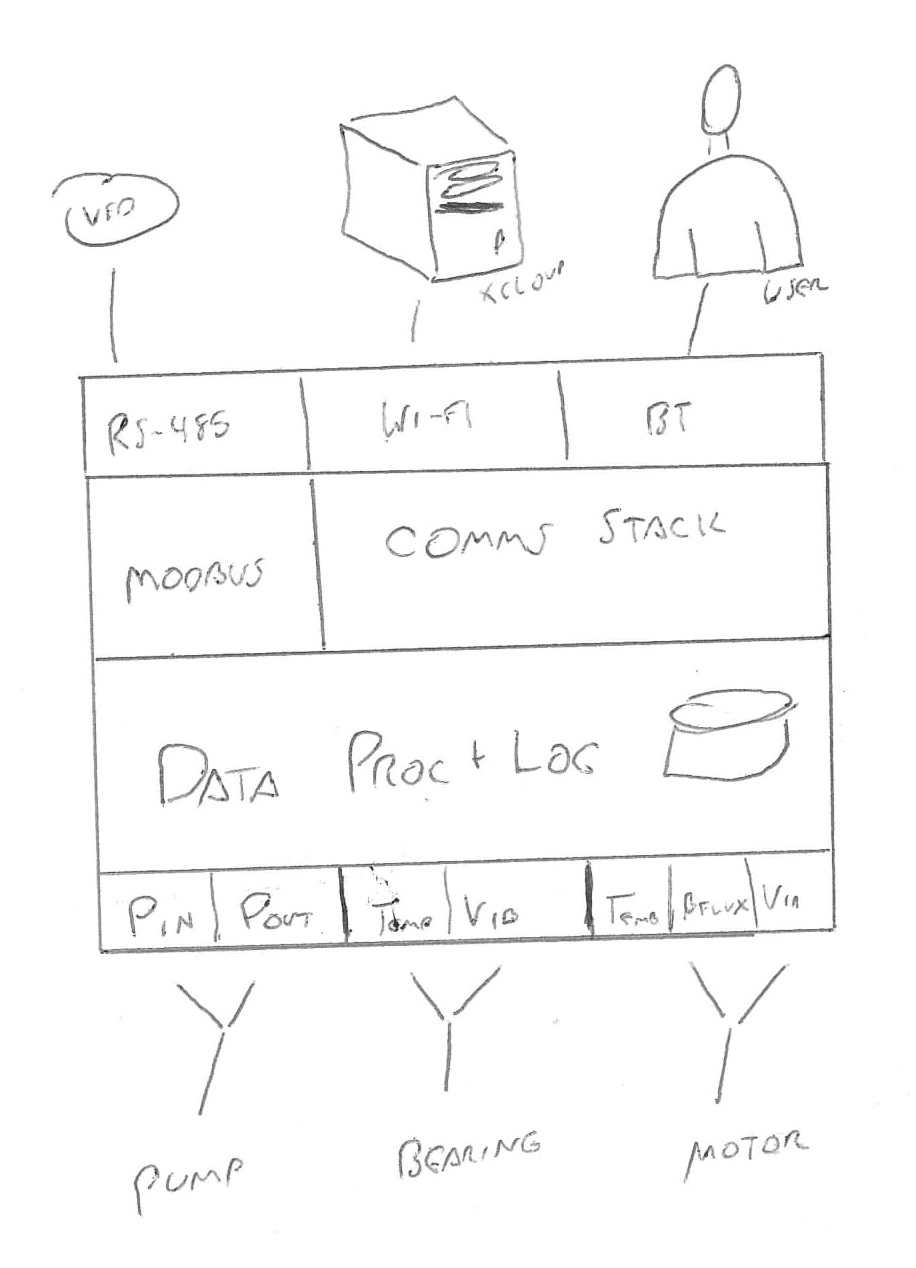 VFD
XCLOUD
USER
RS-485 WI-FI BT
MODBUS COMMS STACK
DATA PROC + LOG
PIN POUT TEMP VIB TEMP BFLUX VIB
PUMP BEARING MOTOR